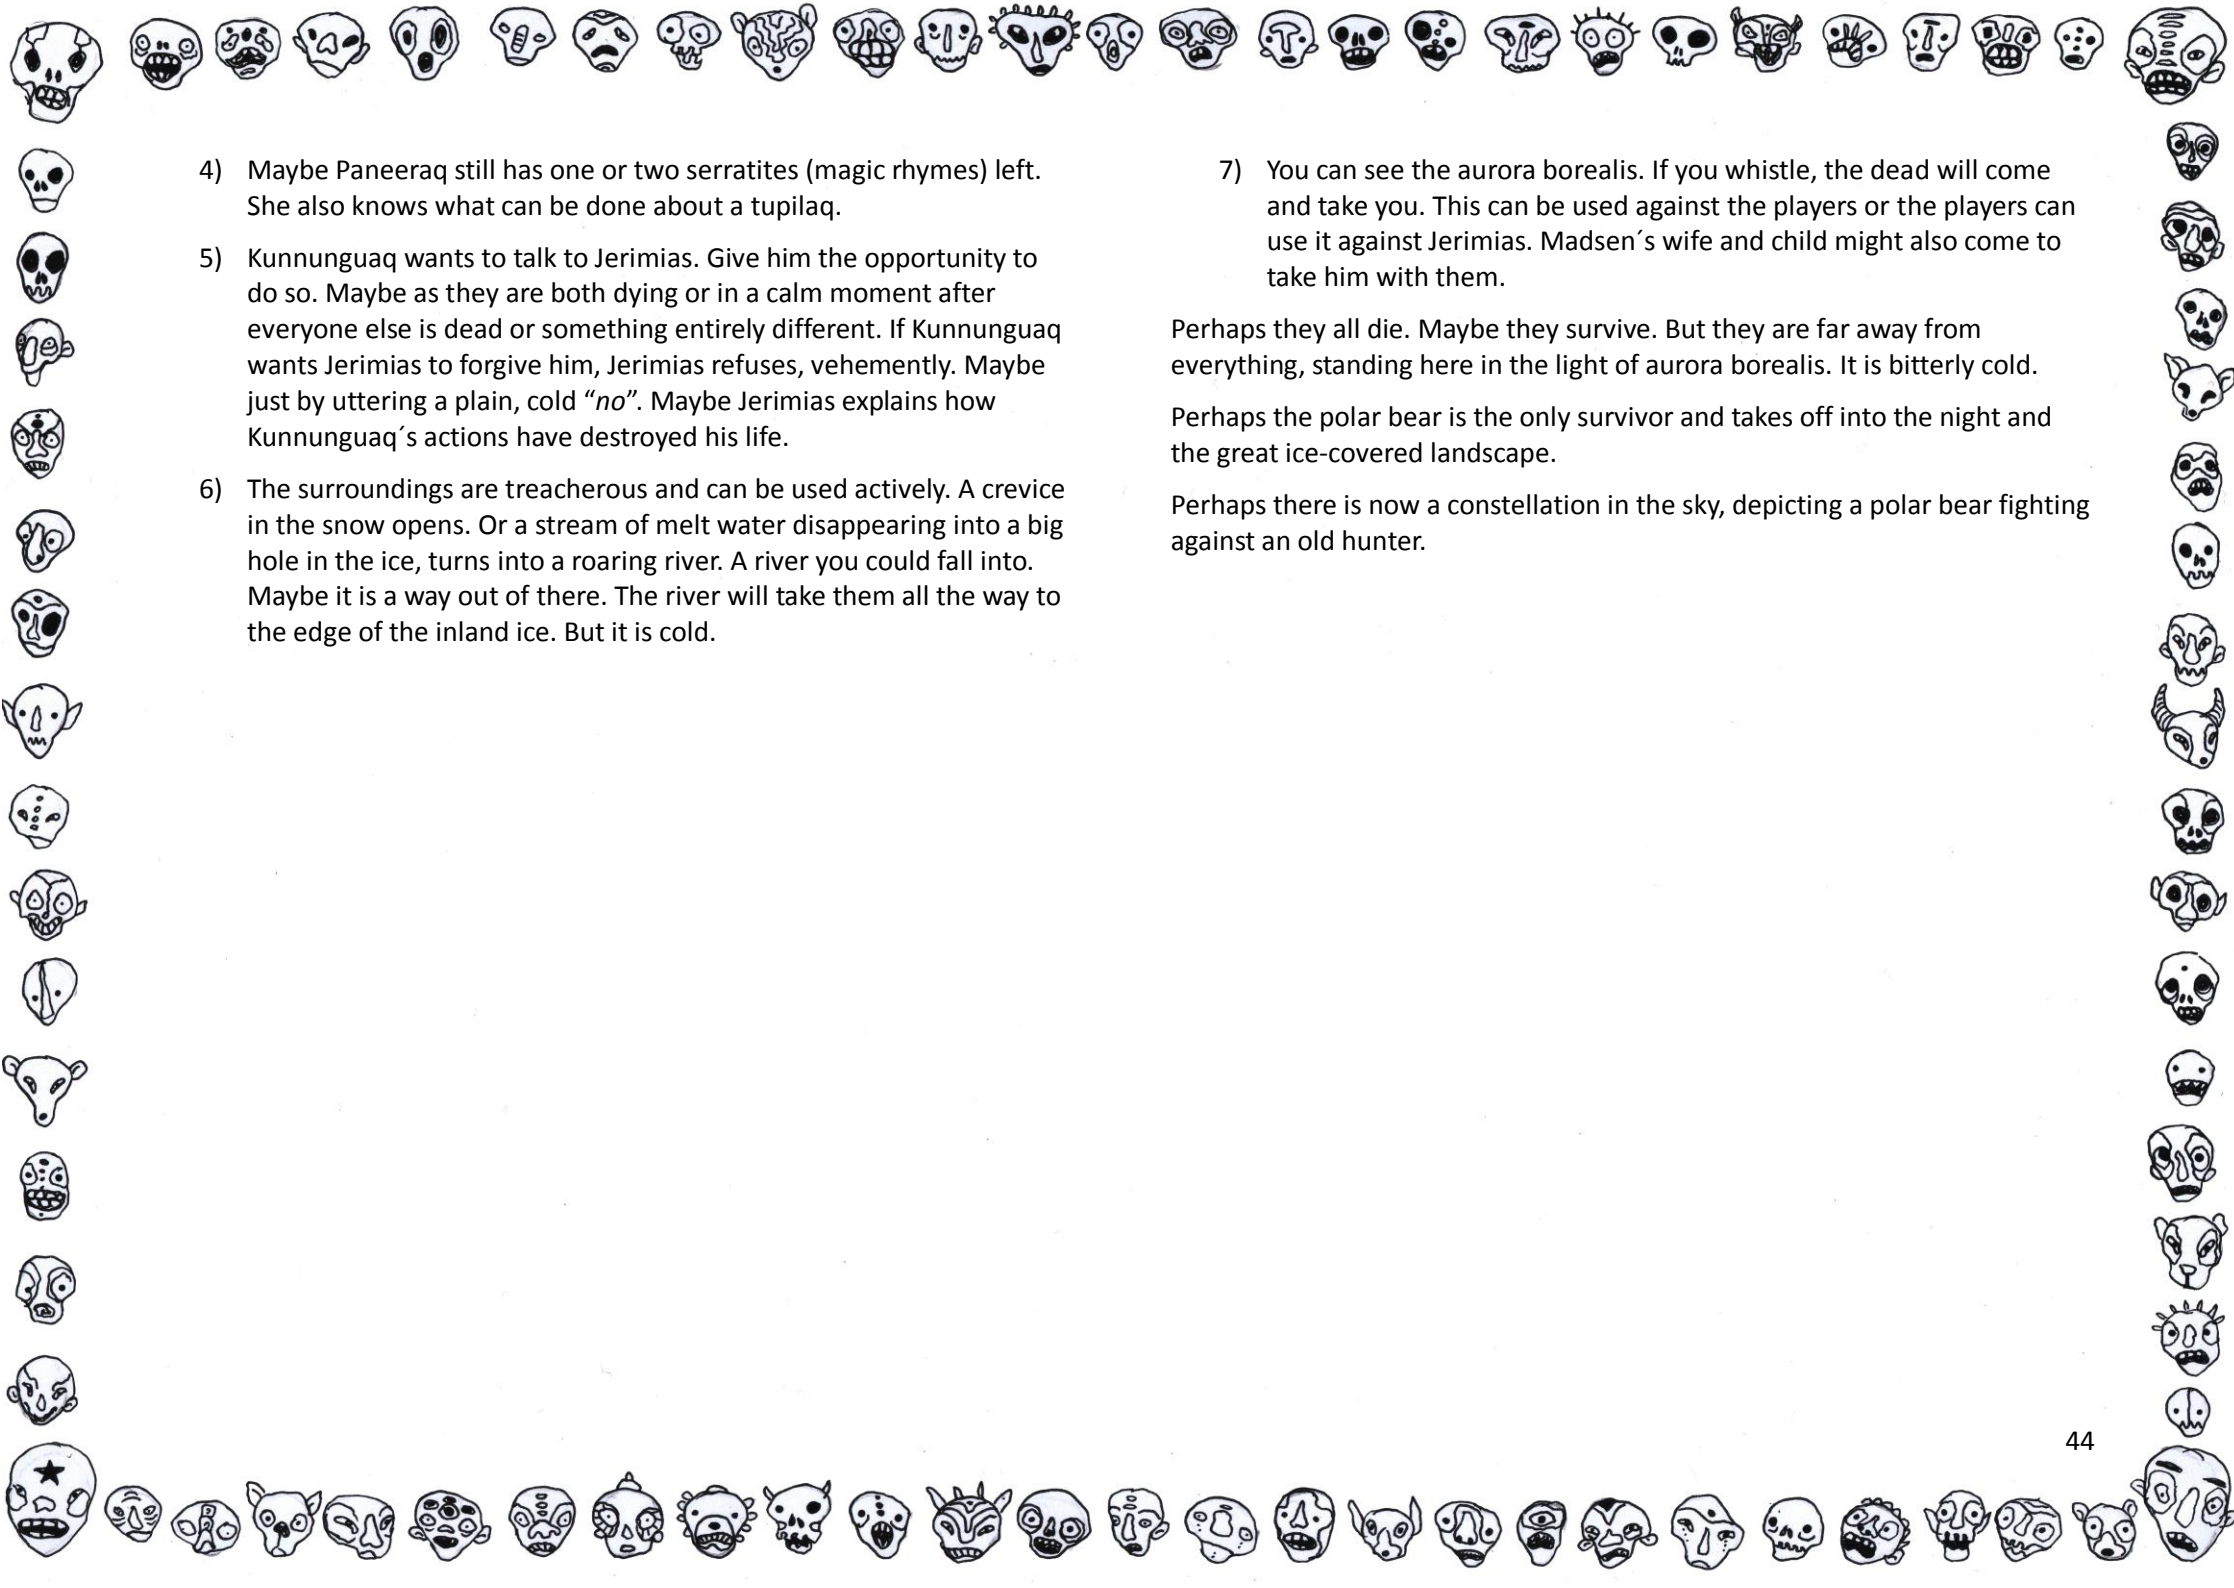 4) Maybe Paneeraq still has one or two serratites (magic rhymes) left.
She also knows what can be done about a tupilaq.
5) Kunnunguaq wants to talk to Jerimias. Give him the opportunity to
do so. Maybe as they are both dying or in a calm moment after
everyone else is dead or something entirely different. If Kunnunguaq
wants Jerimias to forgive him, Jerimias refuses, vehemently. Maybe
just by uttering a plain, cold “no”. Maybe Jerimias explains how
Kunnunguaq´s actions have destroyed his life.
6) The surroundings are treacherous and can be used actively. A crevice
in the snow opens. Or a stream of melt water disappearing into a big
hole in the ice, turns into a roaring river. A river you could fall into.
Maybe it is a way out of there. The river will take them all the way to
the edge of the inland ice. But it is cold.
7) You can see the aurora borealis. If you whistle, the dead will come
and take you. This can be used against the players or the players can
use it against Jerimias. Madsen´s wife and child might also come to
take him with them.
Perhaps they all die. Maybe they survive. But they are far away from
everything, standing here in the light of aurora borealis. It is bitterly cold.
Perhaps the polar bear is the only survivor and takes off into the night and
the great ice-covered landscape.
Perhaps there is now a constellation in the sky, depicting a polar bear fighting
against an old hunter.
44